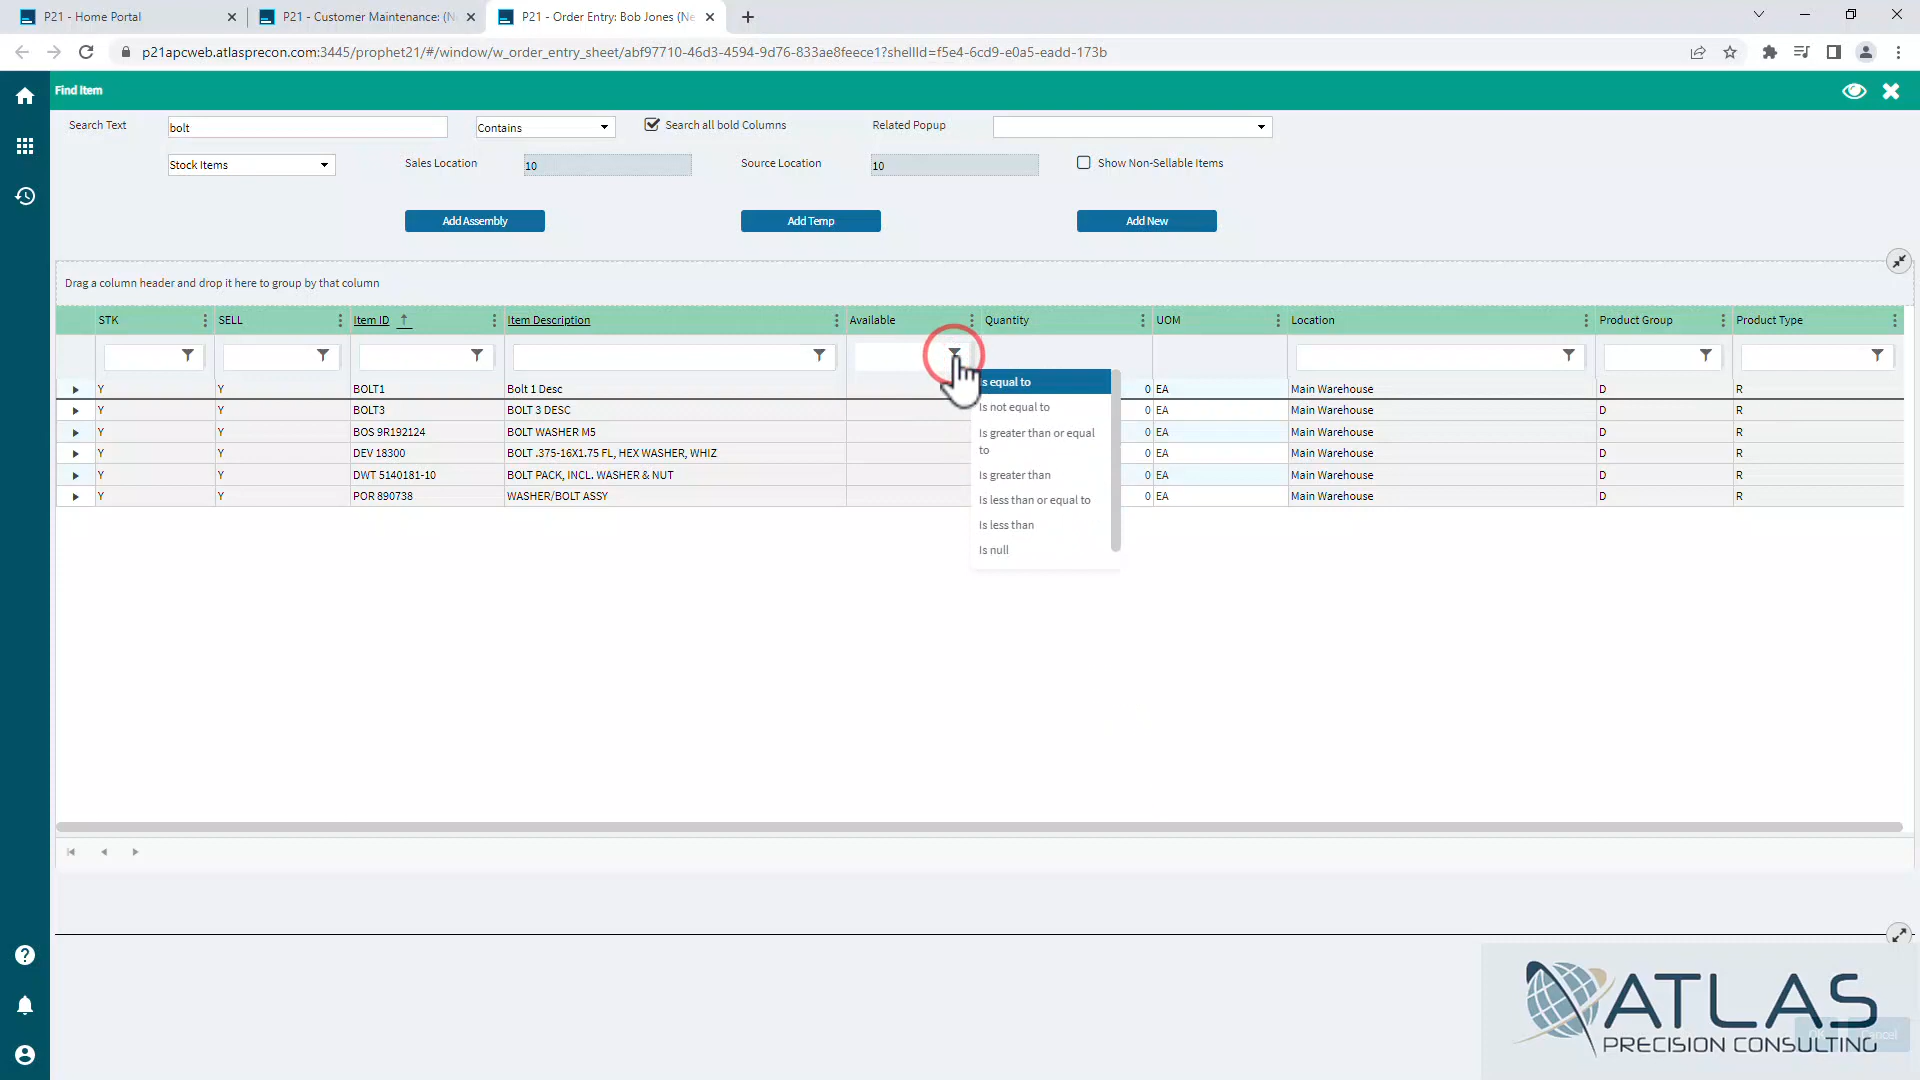 P21 - Home Portal
P21 - Customer Maintenance: (N
P21 - Order Entry: Bob Jones (Ne
p21apcweb.atlasprecon.com:3445/prophet21/#/window/w_order_entry_sheet/abf97710-46d3-4594-9d76-833ae8feece1?shellId=f5e4-6cd9-e0a5-eadd-173b
Find Item
Search Text bolt Contains Search all bold Columns Related Popup
Stock Items Sales Location 10 Source Location 10 Show Non-Sellable Items
Add Assembly Add Temp Add New
Drag a column header and drop it here to group by that column
STK SELL Item ID Item Description Available Quantity UOM Location Product Group Product Type
Y Y BOLT1 Bolt 1 Desc 0 EA Main Warehouse D R
Y Y BOLT3 BOLT 3 DESC 0 EA Main Warehouse D R
Y Y BOS 9R192124 BOLT WASHER M5 0 EA Main Warehouse D R
Y Y DEV 18300 BOLT .375-16X1.75 FL, HEX WASHER, WHIZ 0 EA Main Warehouse D R
Y Y DWT 5140181-10 BOLT PACK, INCL. WASHER & NUT 0 EA Main Warehouse D R
Y Y POR 890738 WASHER/BOLT ASSY 0 EA Main Warehouse D R
Is equal to
Is not equal to
Is greater than or equal
to
Is greater than
Is less than or equal to
Is less than
Is null
ATLAS
PRECISION CONSULTING
Cancel